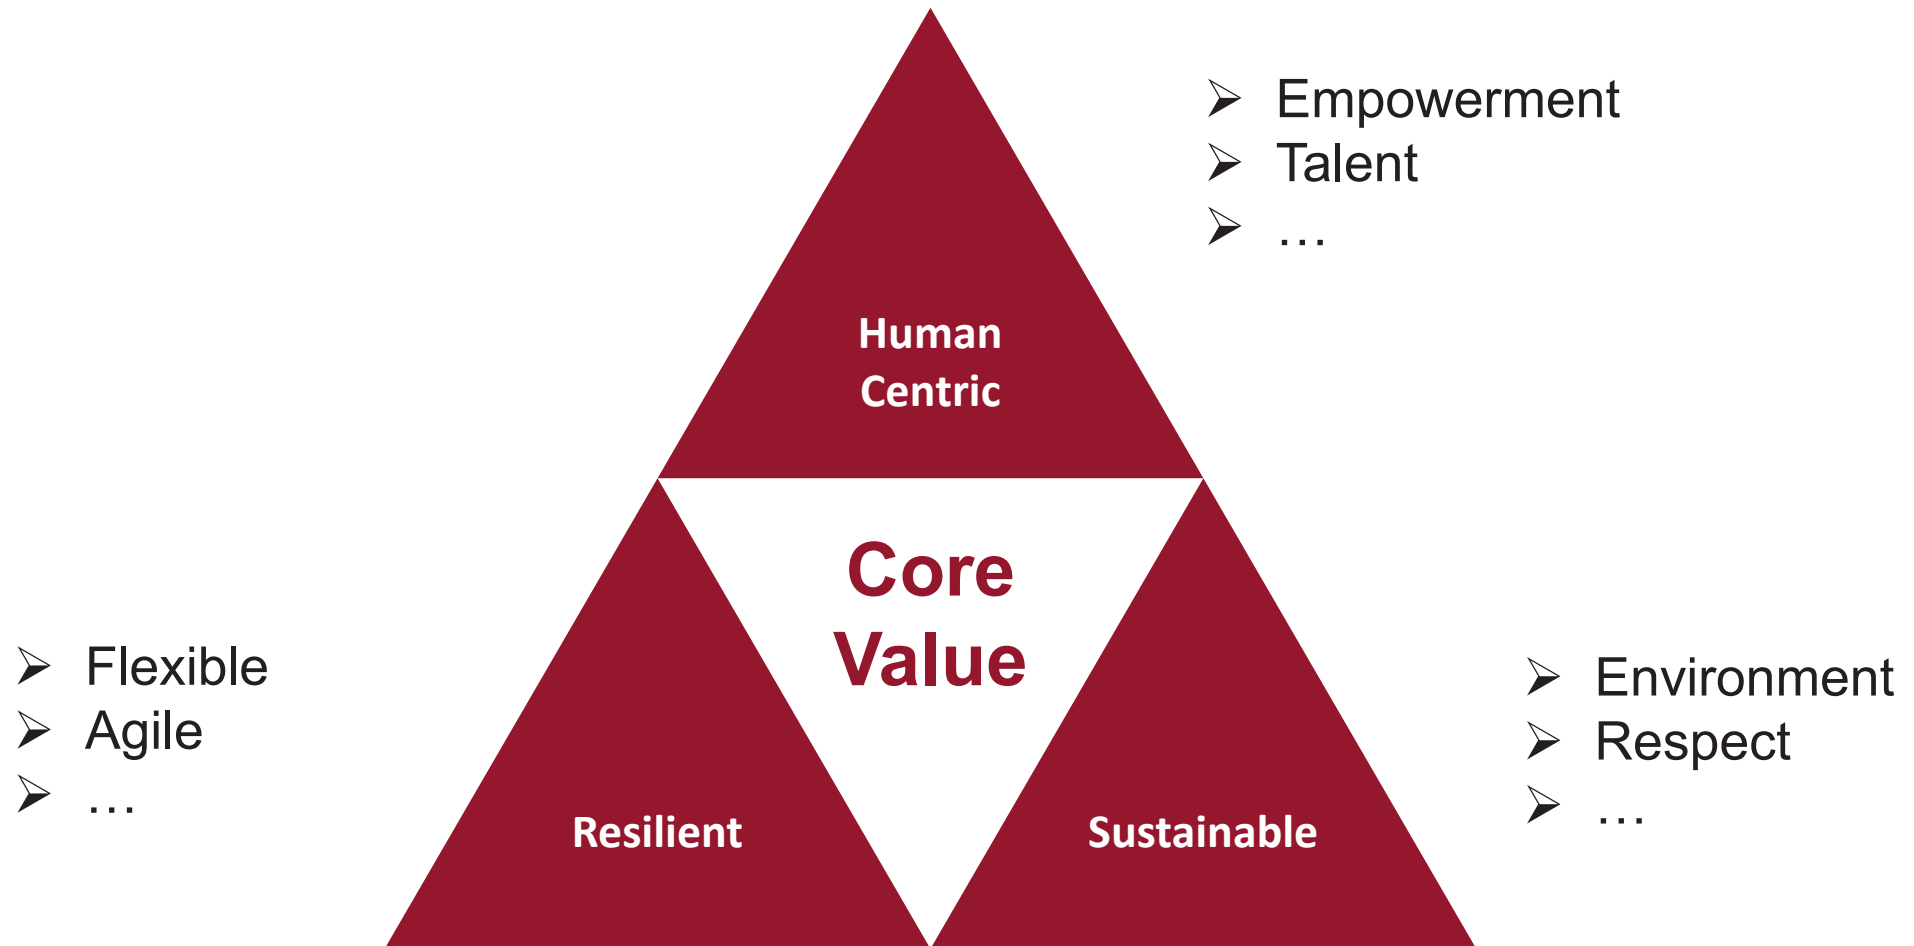 ➢ Empowerment
➢ Talent
➢ …
Human
Centric
Core
Value
➢ Flexible
➢ Agile
➢ …
Resilient
Sustainable
➢ Environment
➢ Respect
➢ …